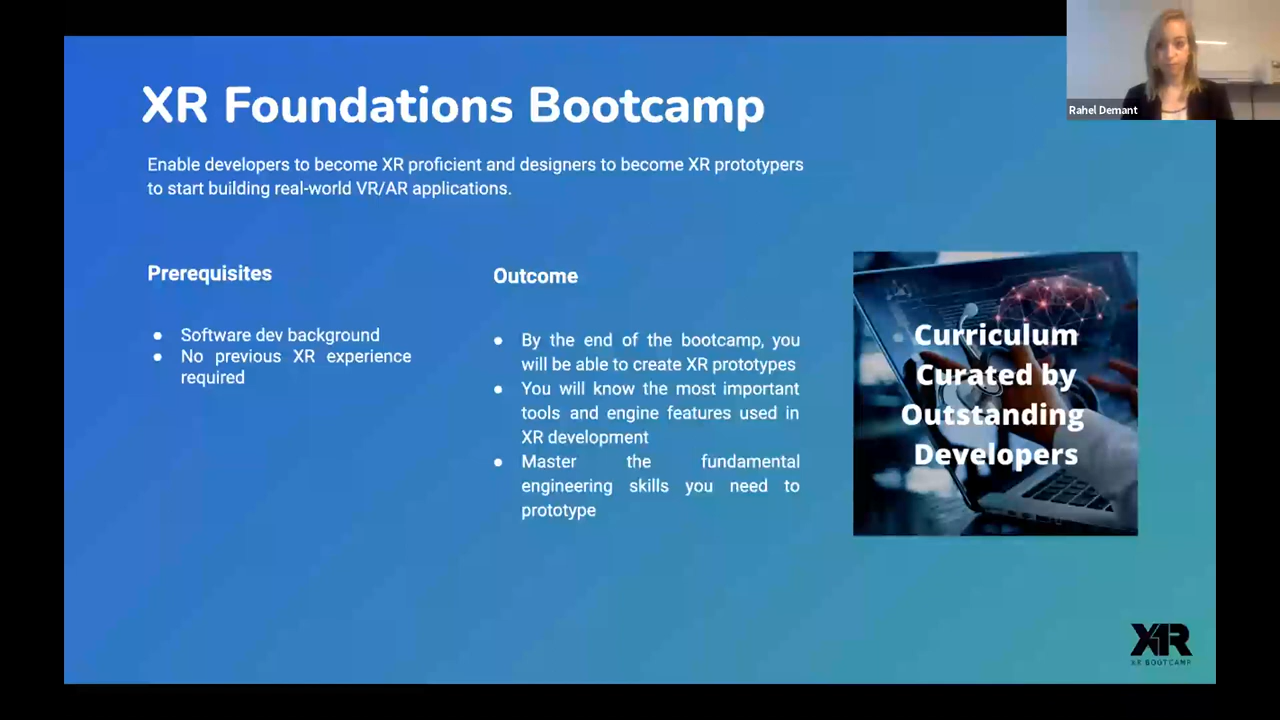 Rahel Demant
XR Foundations Bootcamp
Enable developers to become XR proficient and designers to become XR prototypers
to start building real-world VR/AR applications.
Prerequisites
● Software dev background
● No previous XR experience
required
Outcome
● By the end of the bootcamp, you
will be able to create XR prototypes
● You will know the most important
tools and engine features used in
XR development
● Master the fundamental
engineering skills you need to
prototype
Curriculum
Curated by
Outstanding
Developers
XR
XR BOOTCAMP